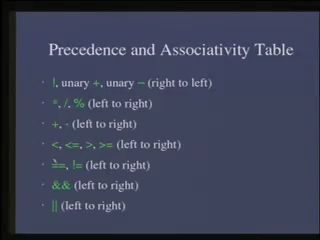 Precedence and Associativity Table
!, unary +, unary – (right to left)
*, /, % (left to right)
+, - (left to right)
<, <=, >, >= (left to right)
==, != (left to right)
&& (left to right)
|| (left to right)